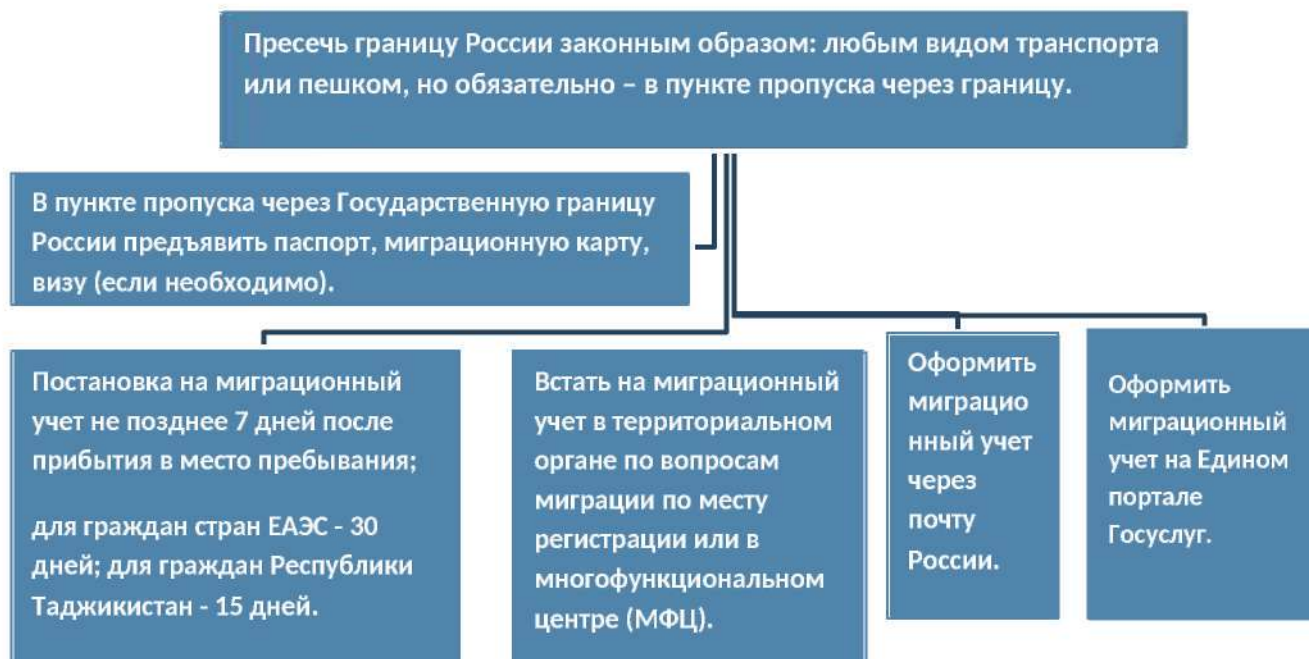 Пресечь границу России законным образом: любым видом транспорта
или пешком, но обязательно – в пункте пропуска через границу.
В пункте пропуска через Государственную границу
России предъявить паспорт, миграционную карту,
визу (если необходимо).
Постановка на миграционный
учет не позднее 7 дней после
прибытия в место пребывания;
для граждан стран ЕАЭС - 30
дней; для граждан Республики
Таджикистан - 15 дней.
Встать на миграционный
учет в территориальном
органе по вопросам
миграции по месту
регистрации или в
многофункциональном
центре (МФЦ).
Оформить
миграцио
нный учет
через
почту
России.
Оформить
миграционный
учет на Едином
портале
Госуслуг.